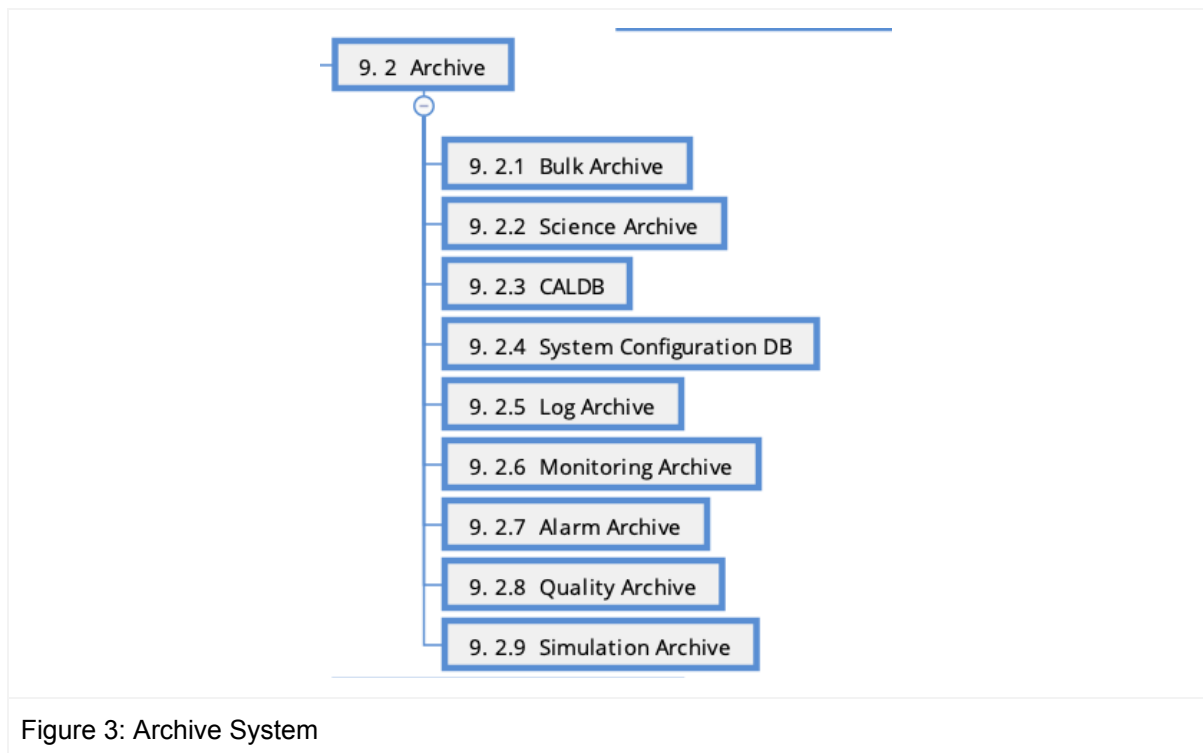 9. 2 Archive
9. 2.1 Bulk Archive
9. 2.2 Science Archive
9. 2.3 CALDB
9. 2.4 System Configuration DB
9. 2.5 Log Archive
9. 2.6 Monitoring Archive
9. 2.7 Alarm Archive
9. 2.8 Quality Archive
9. 2.9 Simulation Archive
Figure 3: Archive System